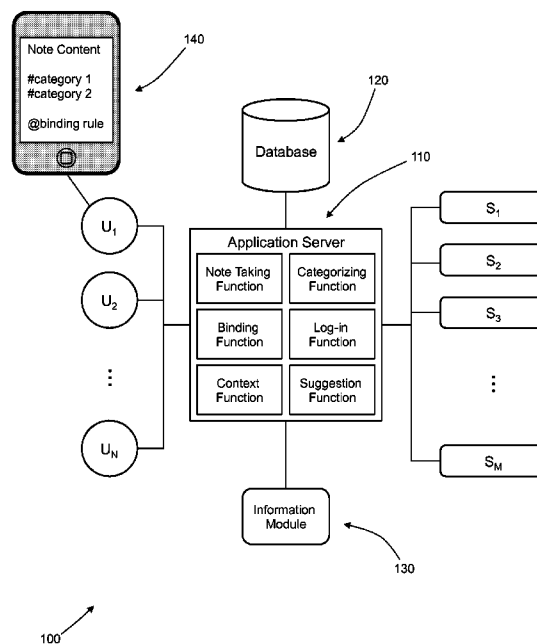 Note Content
#category 1
#category 2
@binding rule
140
120
Database
110
U1
U2
⋮
UN
Application Server
Note Taking
Function
Categorizing
Function
Binding
Function
Log-in
Function
Context
Function
Suggestion
Function
S1
S2
S3
⋮
SM
Information
Module
130
100